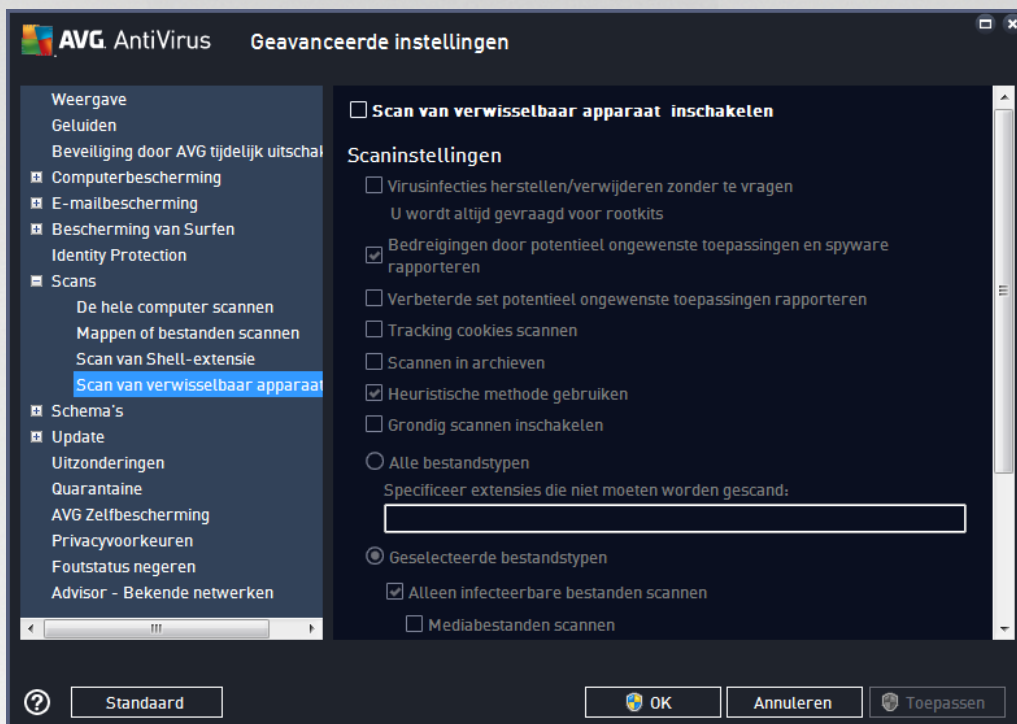 AVG. AntiVirus Geavanceerde instellingen
Weergave
Geluiden
Beveiliging door AVG tijdelijk
Computerbescherming
E-mailbescherming
Bescherming van Surfen
Identity Protection
Scans
De hele computer scannen
Mappen of bestanden scannen
Scan van Shell-extensie
Scan van verwisselbaar apparaat
Schema's
Update
Uitzonderingen
Quarantaine
AVG Zelfbescherming
Privacyvoorkeuren
Foutstatus negeren
Advisor - Bekende netwerken
Scan van verwisselbaar apparaat inschakelen
Scaninstellingen
Virusinfecties herstellen/verwijderen zonder te vragen
U wordt altijd gevraagd voor rootkits
Bedreigingen door potentieel ongewenste toepassingen en spyware
rapporteren
Verbeterde set potentieel ongewenste toepassingen rapporteren
Tracking cookies scannen
Scannen in archieven
Heuristische methode gebruiken
Grondig scannen inschakelen
Alle bestandstypen
Specificeer extensies die niet moeten worden gescand:
Geselecteerde bestandstypen
Alleen infecteerbare bestanden scannen
Mediabestanden scannen
? Standaard OK Annuleren Toepassen